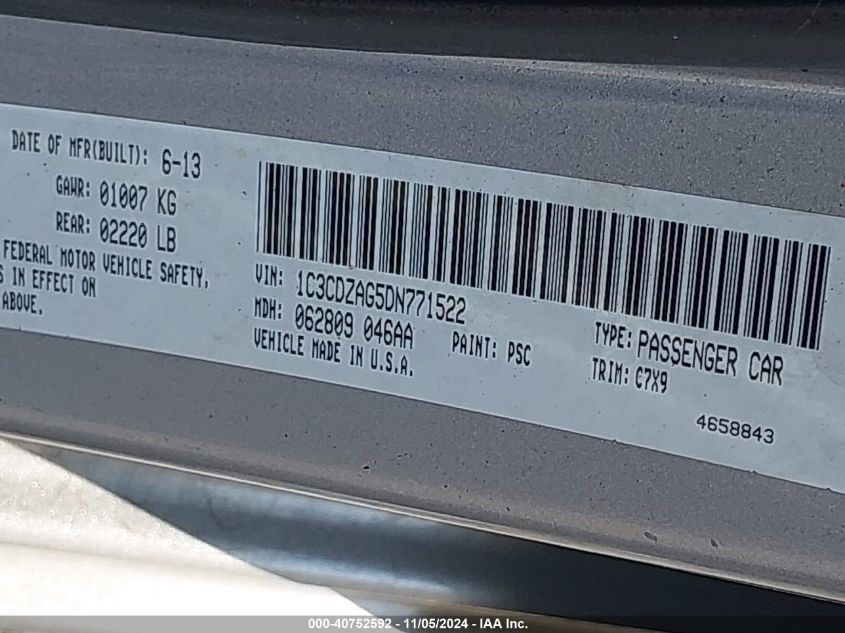 DATE OF MFR(BUILT): 6-13
GAWR: 01007 KG
REAR: 02220 LB
FEDERAL MOTOR VEHICLE SAFETY,
IN EFFECT ON
ABOVE.
VIN: 1C3CDZAG5DN771522
MDH: 062809 046AA
VEHICLE MADE IN U.S.A.
PAINT: PSC
TYPE: PASSENGER CAR
TRIM: C7X9
4658843
000-40752592 - 11/05/2024 - IAA Inc.